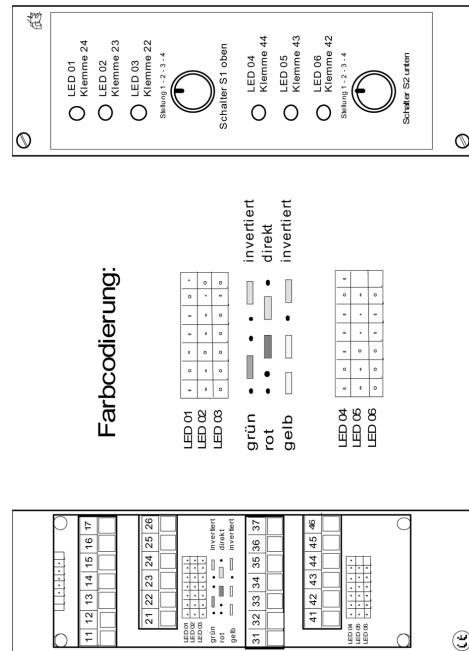 LED 01
Klemme 24
LED 02
Klemme 23
LED 03
Klemme 22
Stellung 1 - 2 - 3 - 4
Schalter S1 oben
LED 04
Klemme 44
LED 05
Klemme 43
LED 06
Klemme 42
Stellung 1 - 2 - 3 - 4
Schalter S2 unten
Farbcodierung:
LED 01
LED 02
LED 03
grün invertiert
rot direkt
gelb invertiert
LED 04
LED 05
LED 06
11 12 13 14 15 16 17
21 22 23 24 25 26
LED 01
LED 02
LED 03
grün invertiert
rot direkt
gelb invertiert
31 32 33 34 35 36 37
41 42 43 44 45 46
LED 04
LED 05
LED 06
CE